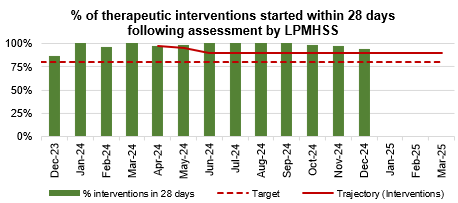 % of therapeutic interventions started within 28 days
following assessment by LPMHSS
100%
75%
50%
25%
0%
Dec-23
Jan-24
Feb-24
Mar-24
Apr-24
May-24
Jun-24
Jul-24
Aug-24
Sep-24
Oct-24
Nov-24
Dec-24
Jan-25
Feb-25
Mar-25
% interventions in 28 days Target Trajectory (Interventions)